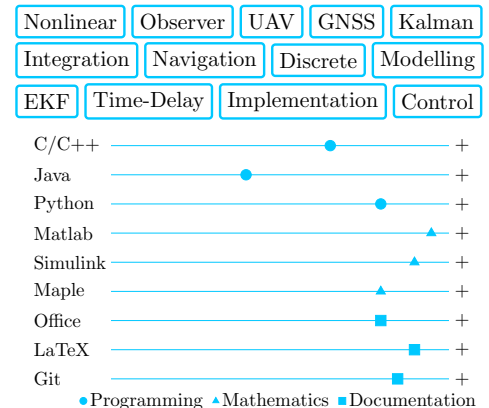 Nonlinear Observer UAV GNSS Kalman
Integration Navigation Discrete Modelling
EKF Time-Delay Implementation Control
C/C++ +
Java +
Python +
Matlab +
Simulink +
Maple +
Office +
LaTeX +
Git +
Programming Mathematics Documentation